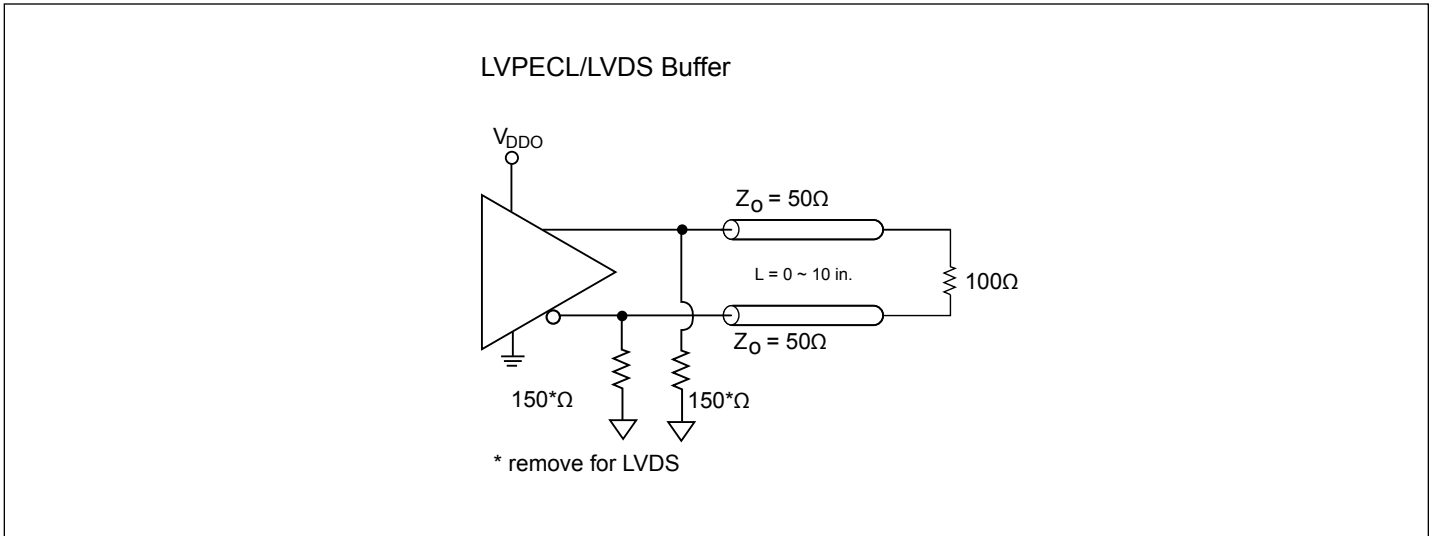 LVPECL/LVDS Buffer
VDDO
ZO = 50Ω
L = 0 ~ 10 in.
100Ω
ZO = 50Ω
150*Ω
150*Ω
* remove for LVDS